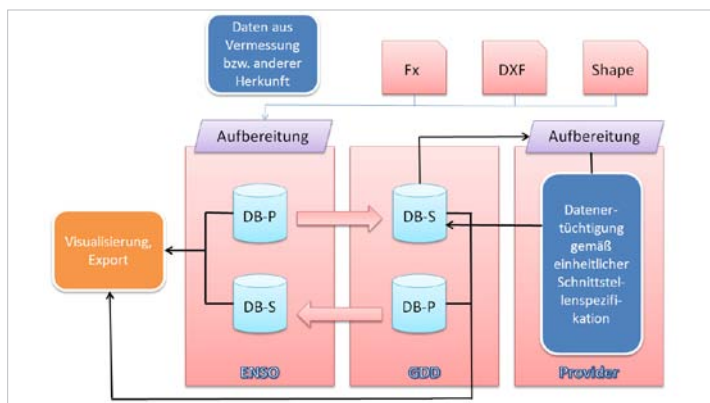 Daten aus
Vermessung
bzw. anderer
Herkunft
Fx
DXF
Shape
Aufbereitung
Aufbereitung
DB-P
DB-S
Visualisierung,
Export
DB-S
DB-P
Datener-
tüchtigung
gemäß
einheitlicher
Schnittstel-
lenspezifi-
kation
ENSO
GDD
Provider